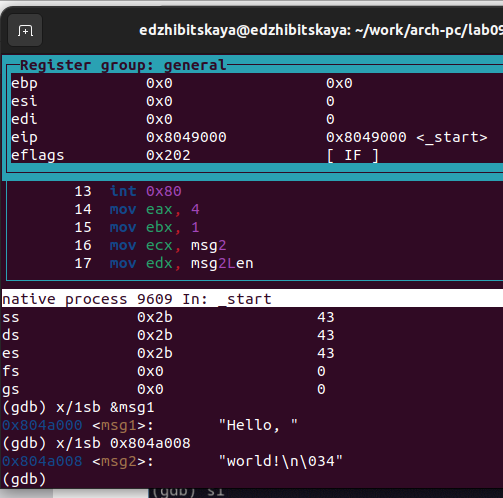 edzhibitskaya@edzhibitskaya: ~/work/arch-pc/lab09
Register group: general
ebp 0x0 0x0
esi 0x0 0
edi 0x0 0
eip 0x8049000 0x8049000 <_start>
eflags 0x202 [ IF ]
13 int 0x80
14 mov eax, 4
15 mov ebx, 1
16 mov ecx, msg2
17 mov edx, msg2Len
native process 9609 In: _start
ss 0x2b 43
ds 0x2b 43
es 0x2b 43
fs 0x0 0
gs 0x0 0
(gdb) x/1sb &msg1
0x804a000 <msg1>: "Hello, "
(gdb) x/1sb 0x804a008
0x804a008 <msg2>: "world!\n\034"
(gdb)
(gdb) si